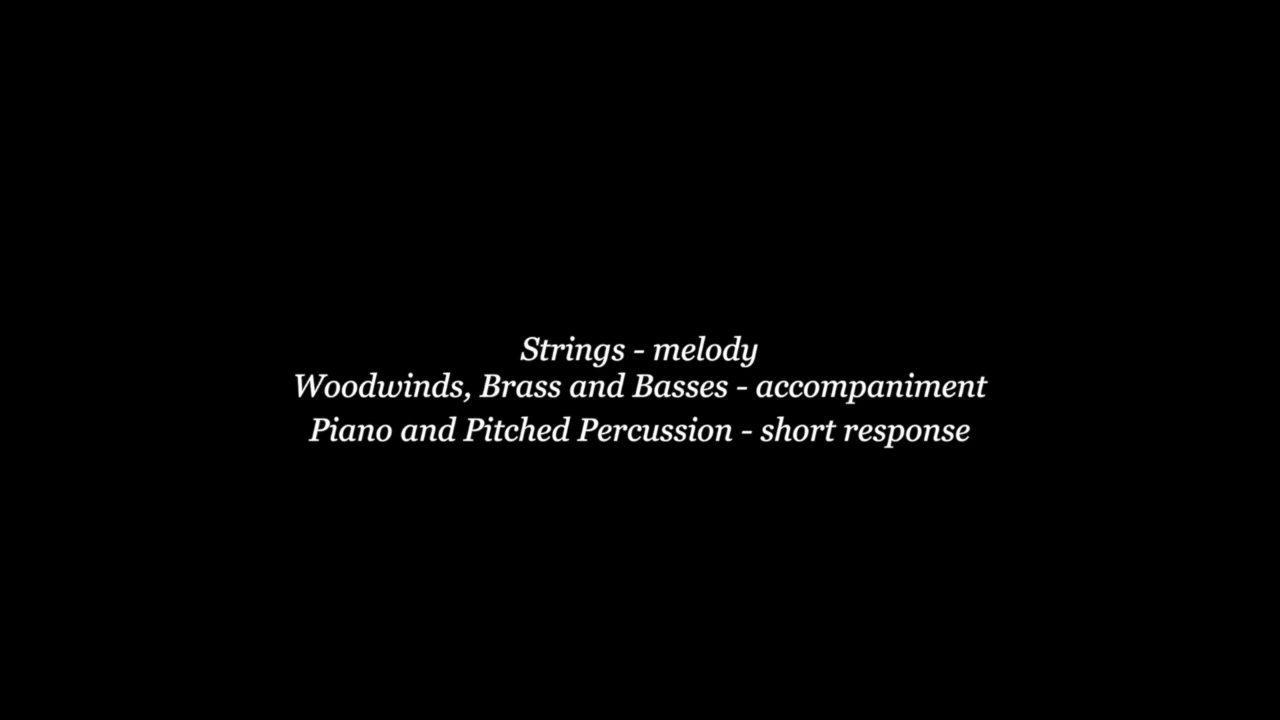 Strings - melody
Woodwinds, Brass and Basses - accompaniment
Piano and Pitched Percussion - short response